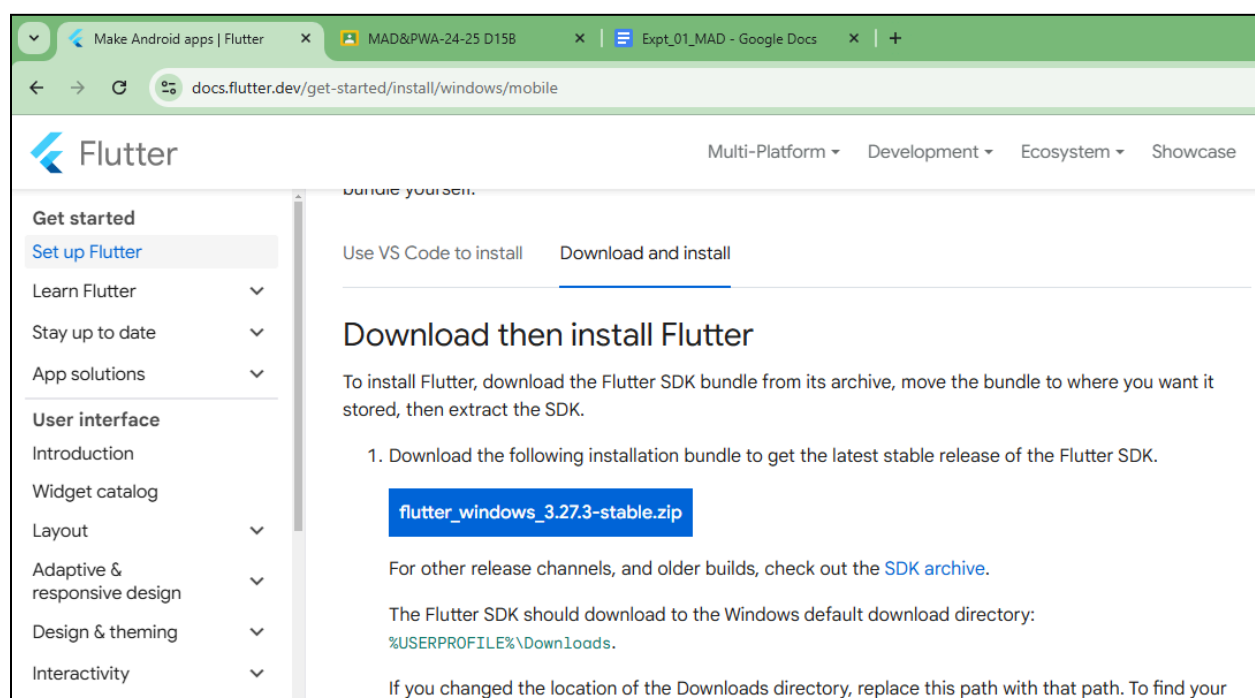 Make Android apps | Flutter
MAD&PWA-24-25 D15B
Expt_01_MAD - Google Docs
docs.flutter.dev/get-started/install/windows/mobile
Flutter
Multi-Platform
Development
Ecosystem
Showcase
Get started
Set up Flutter
Learn Flutter
Stay up to date
App solutions
User interface
Introduction
Widget catalog
Layout
Adaptive &
responsive design
Design & theming
Interactivity
bundle yourself.
Use VS Code to install
Download and install
Download then install Flutter
To install Flutter, download the Flutter SDK bundle from its archive, move the bundle to where you want it
stored, then extract the SDK.
1. Download the following installation bundle to get the latest stable release of the Flutter SDK.
flutter_windows_3.27.3-stable.zip
For other release channels, and older builds, check out the SDK archive.
The Flutter SDK should download to the Windows default download directory:
%USERPROFILE%\Downloads.
If you changed the location of the Downloads directory, replace this path with that path. To find your